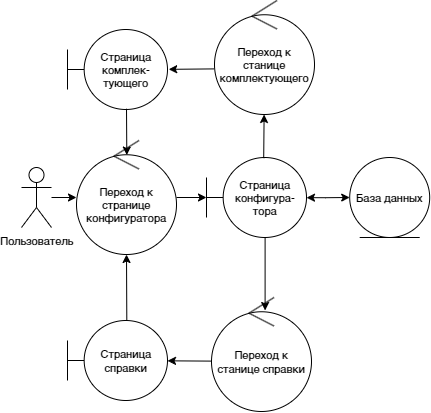 Страница
комплек-
тующего
Переход к
станице
комплектующего
Пользователь
Переход к
странице
конфигуратора
Страница
конфигура-
тора
База данных
Страница
справки
Переход к
станице справки